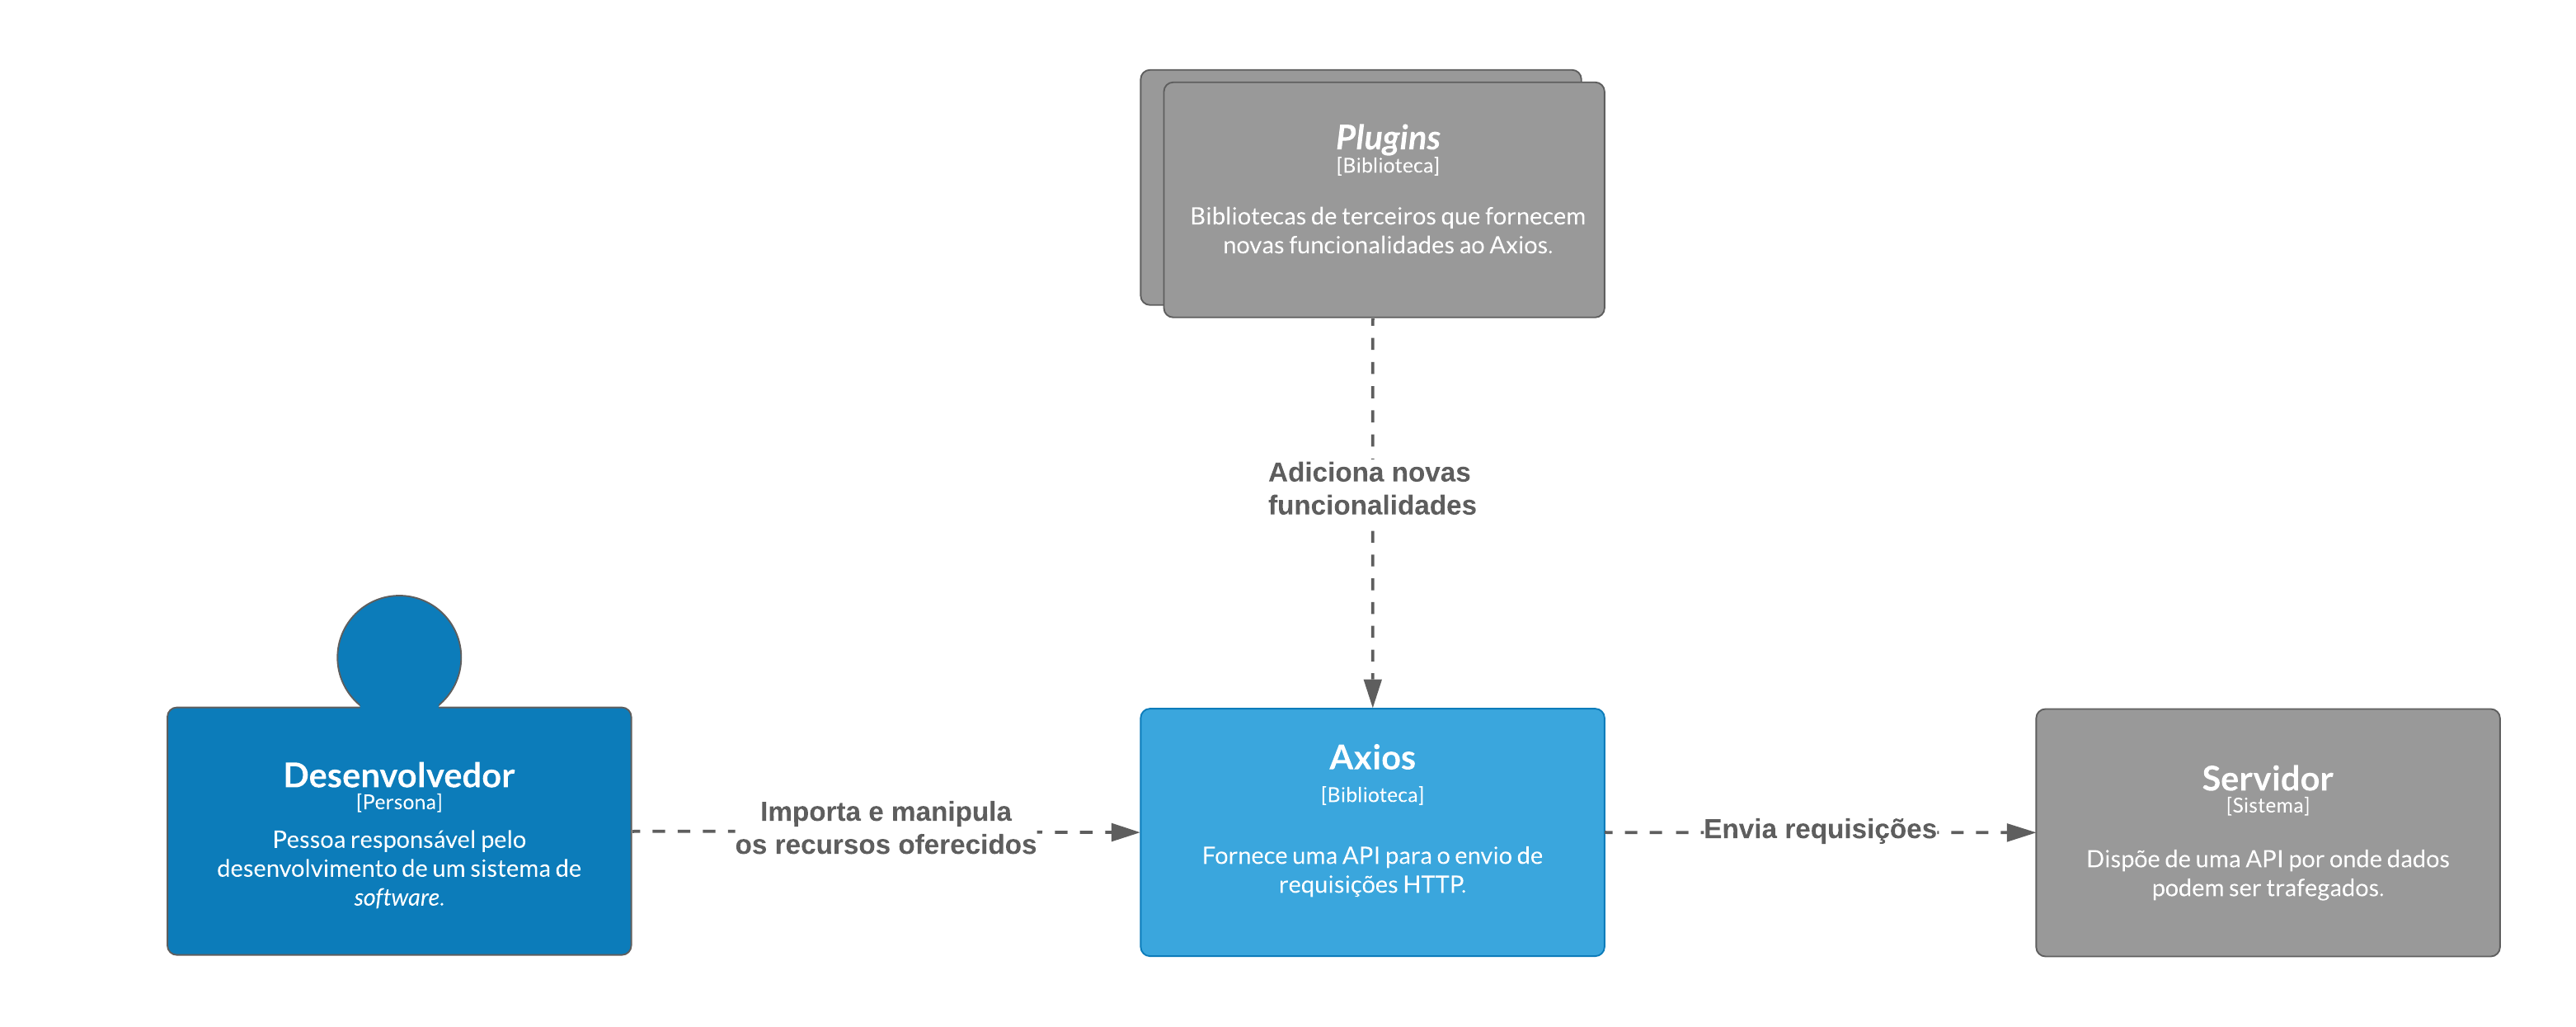 Plugins
[Biblioteca]
Bibliotecas de terceiros que fornecem
novas funcionalidades ao Axios.
Adiciona novas
funcionalidades
Desenvolvedor
[Persona]
Pessoa responsável pelo
desenvolvimento de um sistema de
software.
Importa e manipula
os recursos oferecidos
Axios
[Biblioteca]
Fornece uma API para o envio de
requisições HTTP.
Envia requisições
Servidor
[Sistema]
Dispõe de uma API por onde dados
podem ser trafegados.